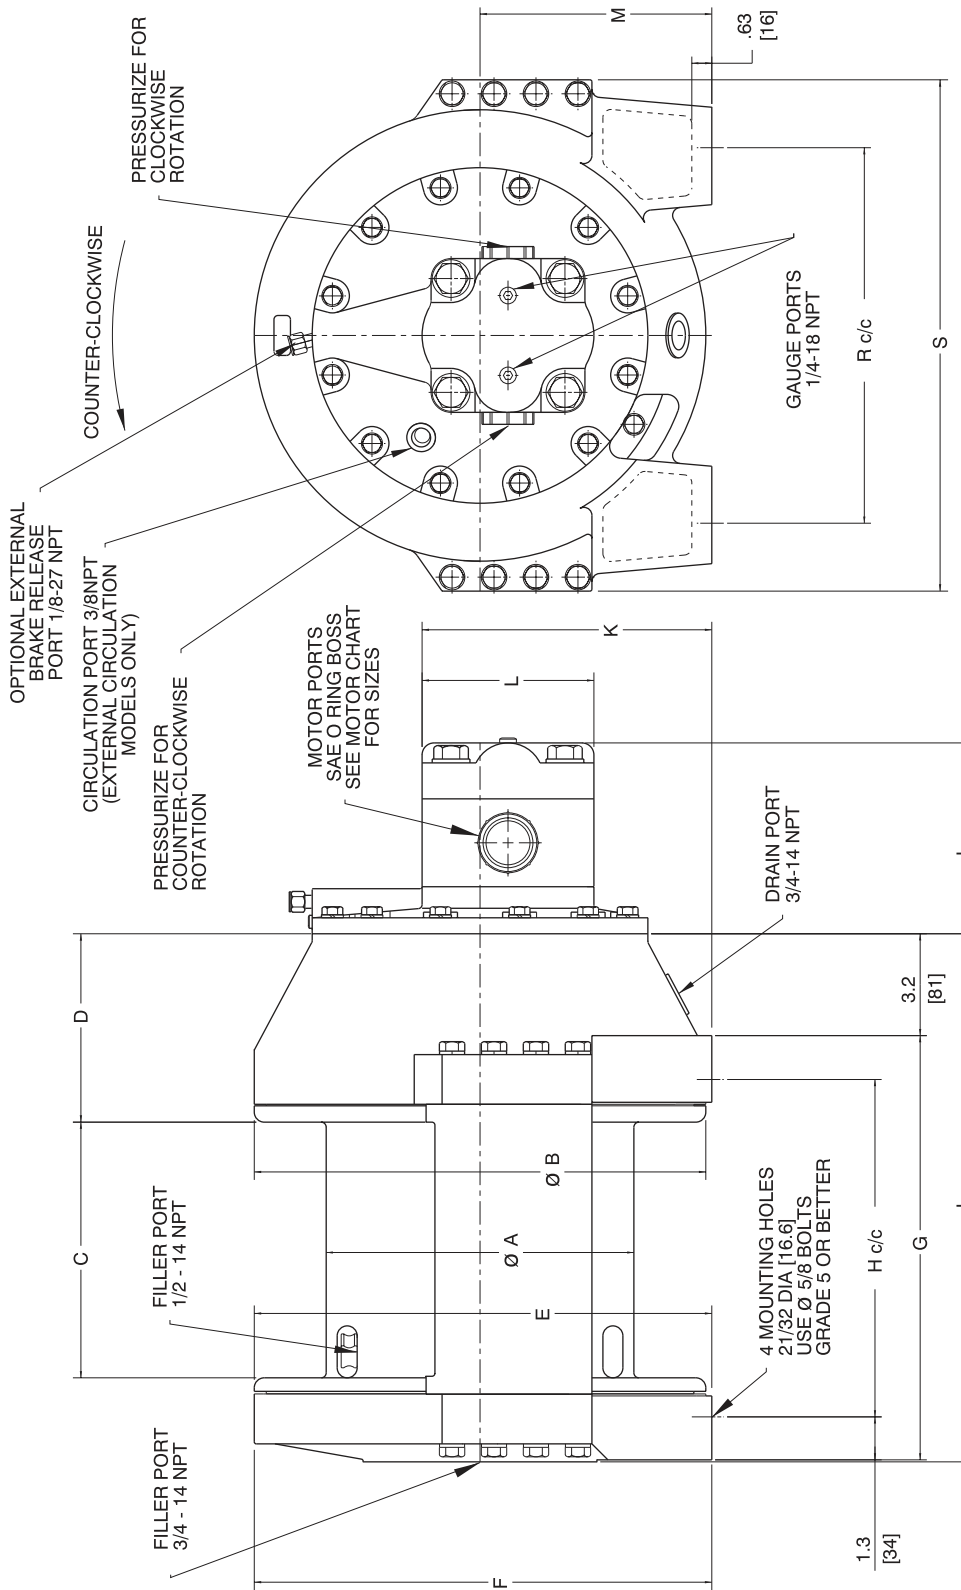 FILLER PORT
3/4 - 14 NPT
FILLER PORT
1/2 - 14 NPT
C
D
F
E
Ø A
Ø B
1.3
[34]
4 MOUNTING HOLES
21/32 DIA [16.6]
USE Ø 5/8 BOLTS
GRADE 5 OR BETTER
H c/c
G
3.2
[81]
DRAIN PORT
3/4-14 NPT
MOTOR PORTS
SAE O RING BOSS
SEE MOTOR CHART
FOR SIZES
L
K
OPTIONAL EXTERNAL
BRAKE RELEASE
PORT 1/8-27 NPT
CIRCULATION PORT 3/8NPT
(EXTERNAL CIRCULATION
MODELS ONLY)
PRESSURIZE FOR
COUNTER-CLOCKWISE
ROTATION
COUNTER-CLOCKWISE
PRESSURIZE FOR
CLOCKWISE
ROTATION
GAUGE PORTS
1/4-18 NPT
M
.63
[16]
R c/c
S